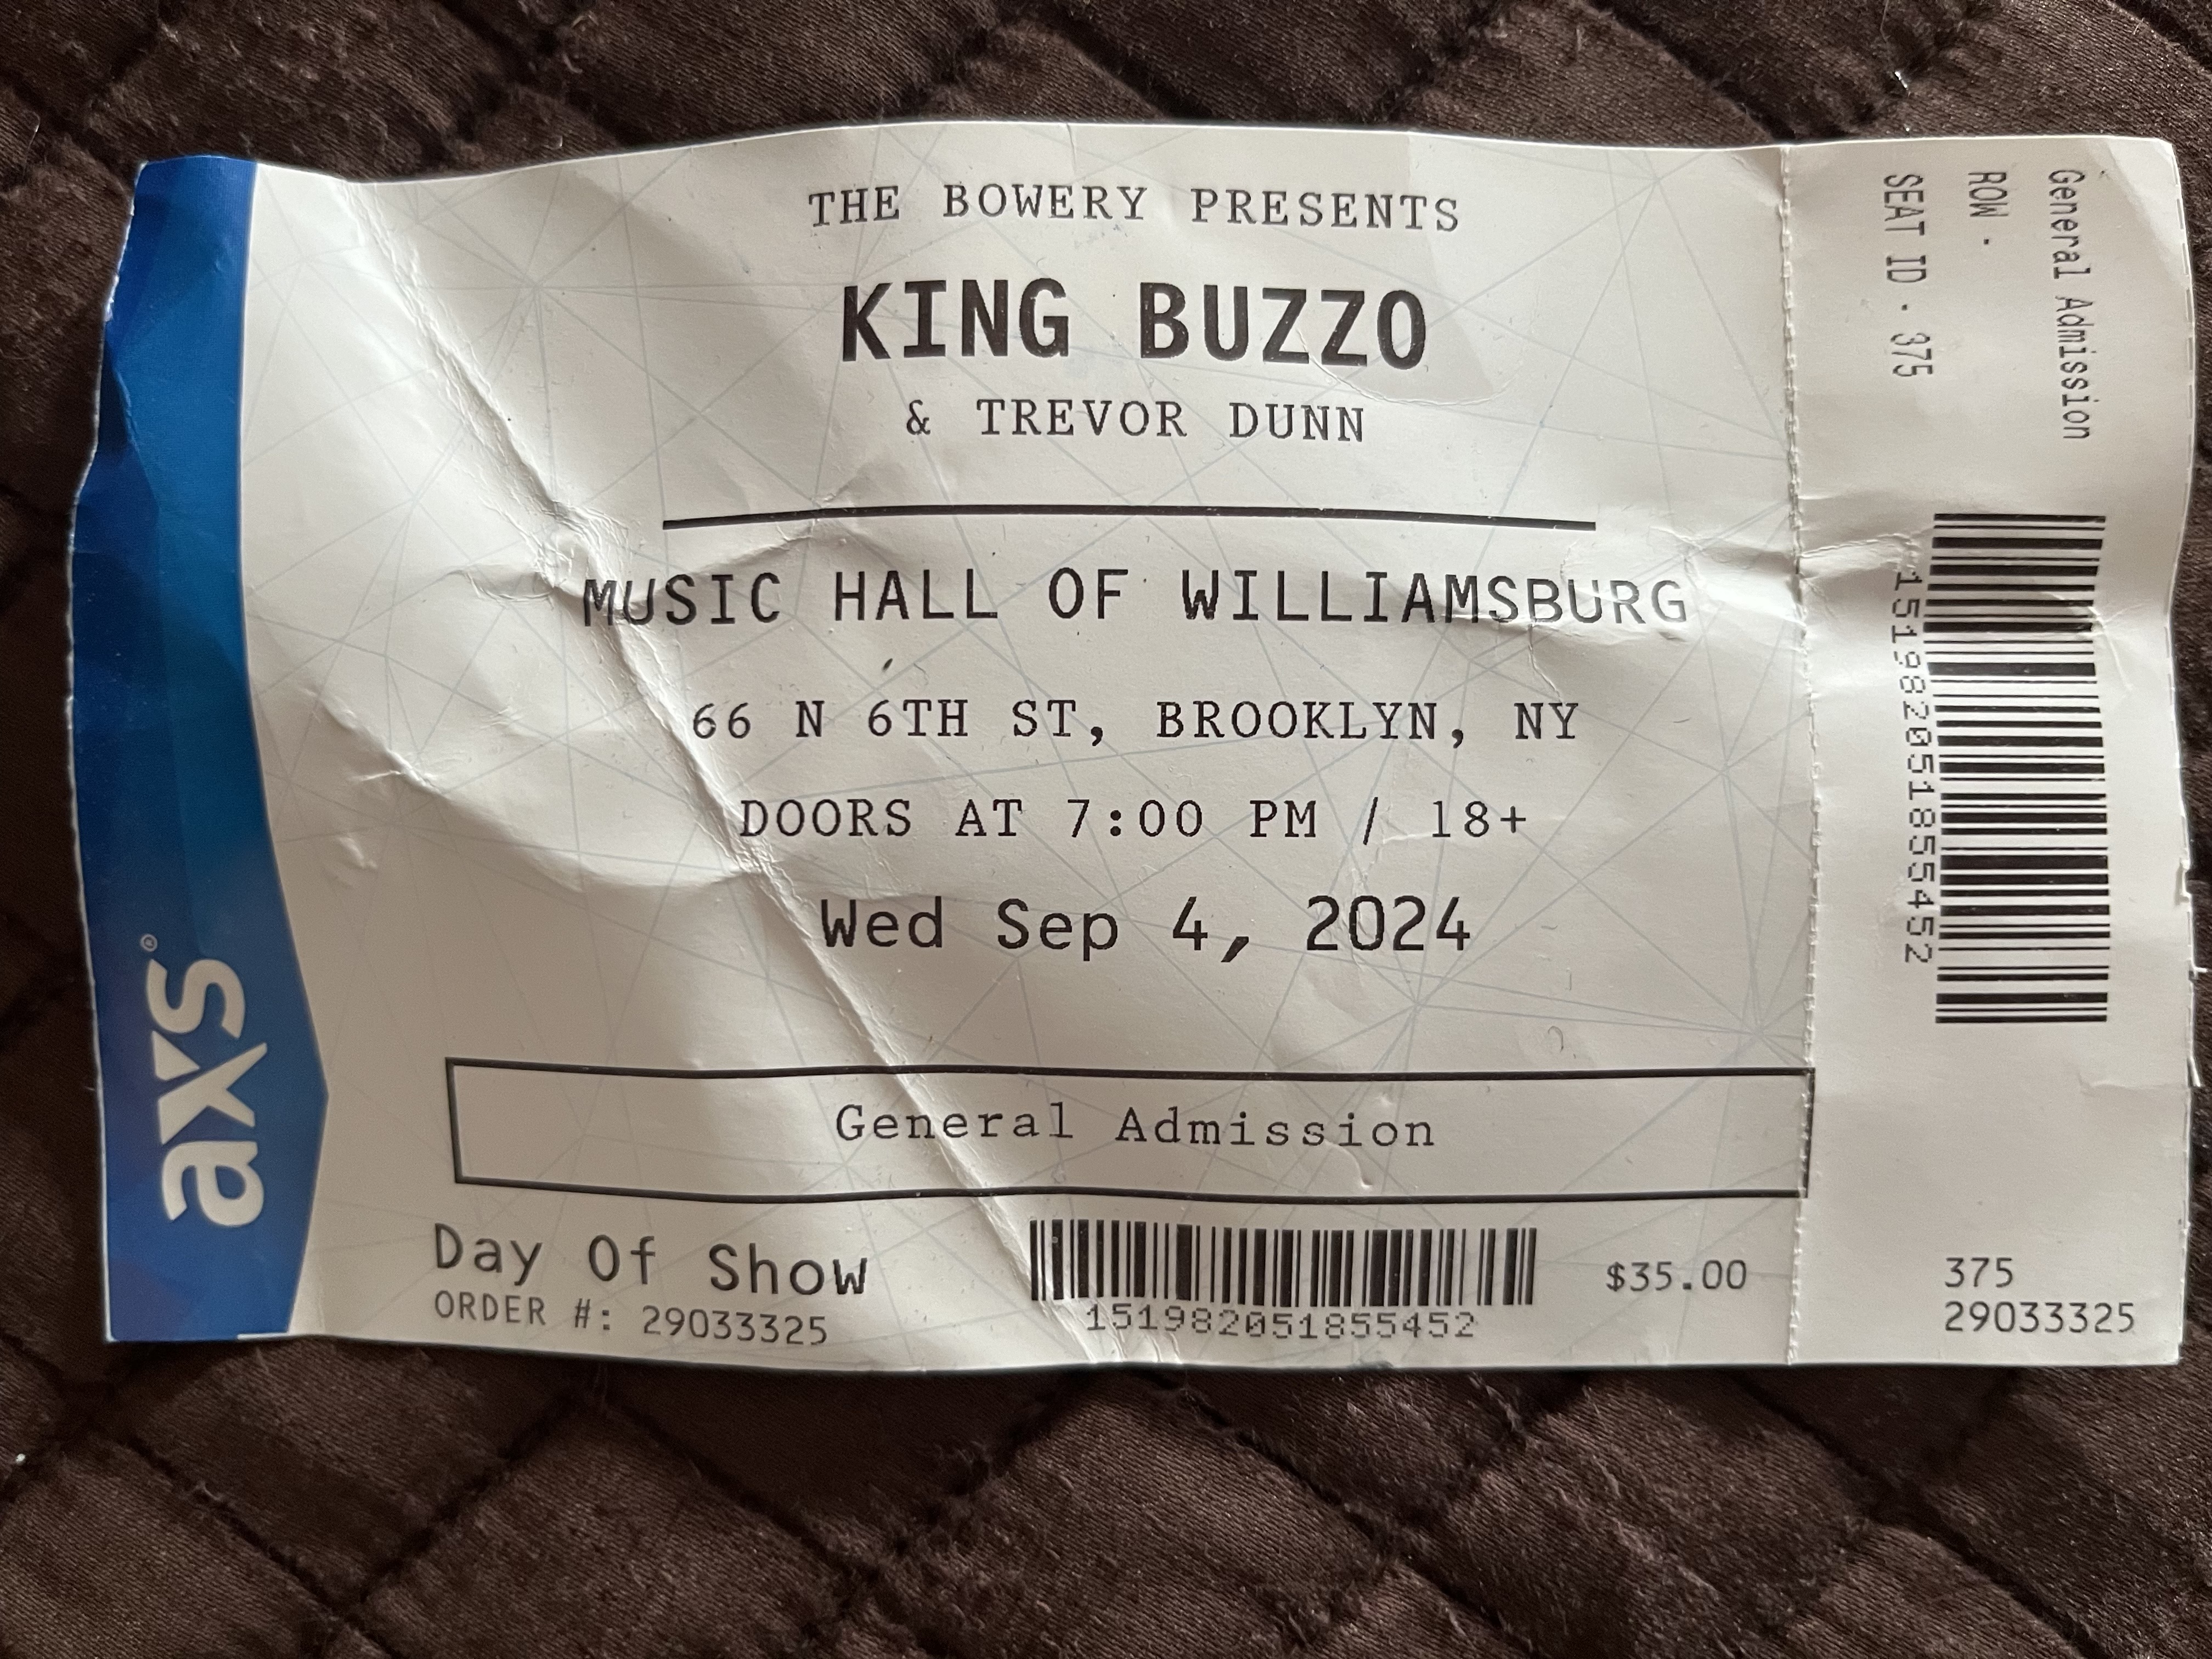 THE BOWERY PRESENTS
KING BUZZO
& TREVOR DUNN
MUSIC HALL OF WILLIAMSBURG
66 N 6TH ST, BROOKLYN, NY
DOORS AT 7:00 PM / 18+
Wed Sep 4, 2024
General Admission
Day Of Show
ORDER #: 29033325
151982051855452
$35.00
axs®
General Admission
ROW -
SEAT ID - 375
151982051855452
375
29033325